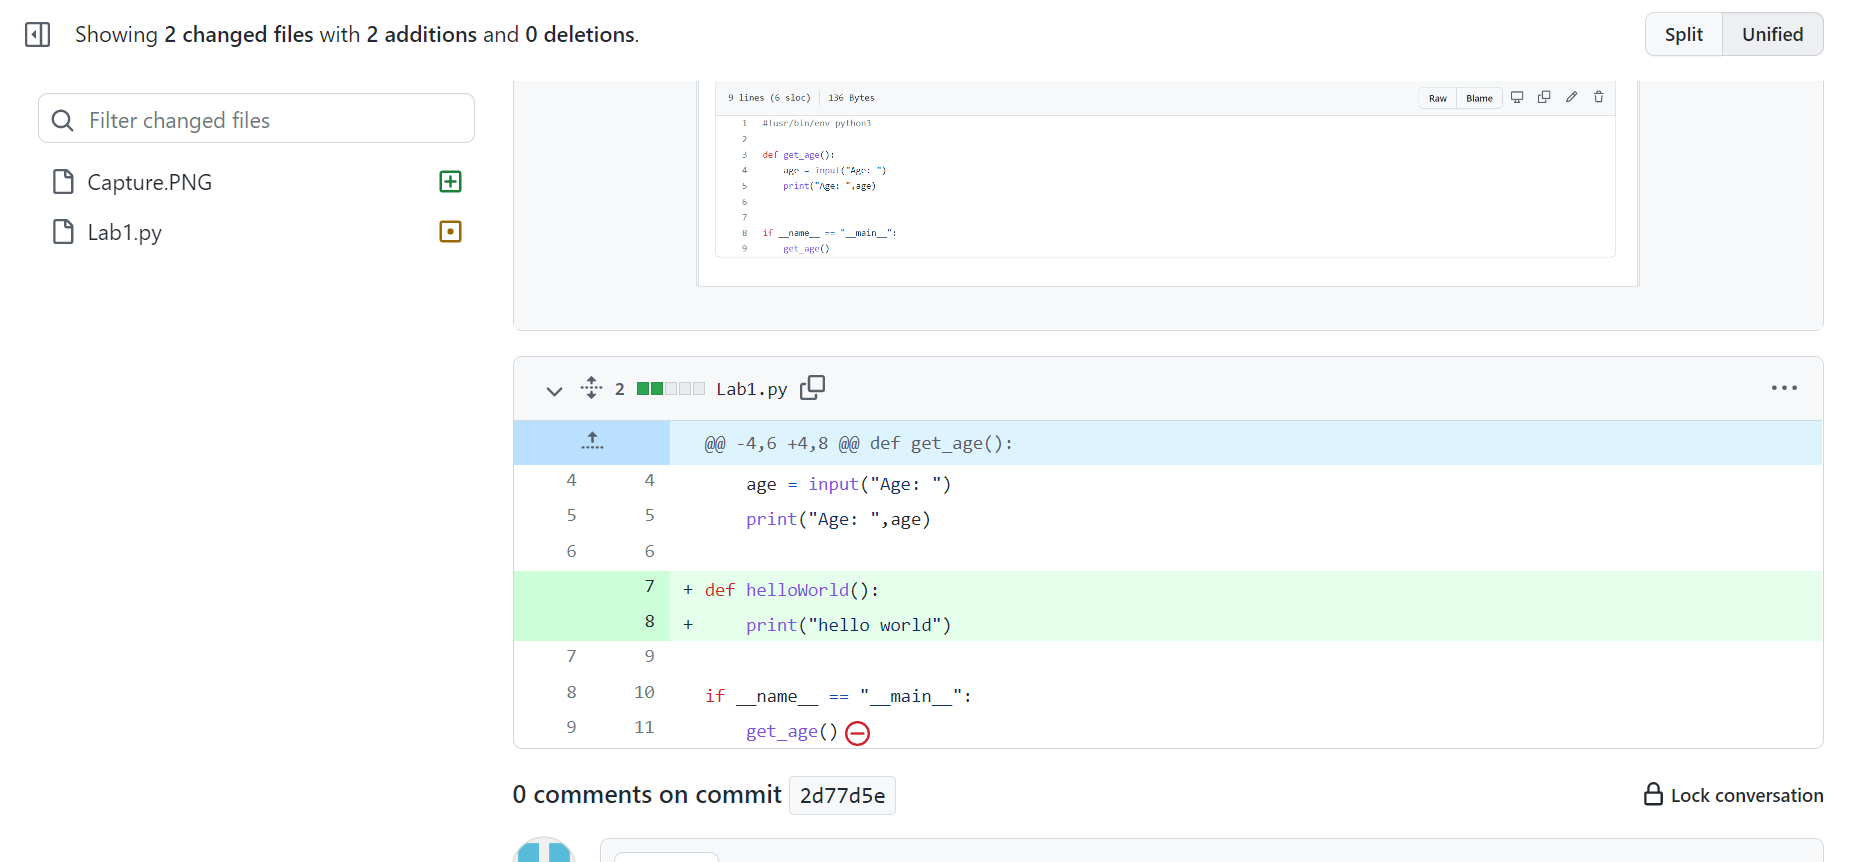 Showing 2 changed files with 2 additions and 0 deletions.
Split Unified
Filter changed files
Capture.PNG
Lab1.py
9 lines (6 sloc) 136 Bytes
Raw Blame
1 #!usr/bin/env python3
2
3 def get_age():
4 age = input("Age: ")
5 print("Age: ",age)
6
7
8 if __name__ == "__main__":
9 get_age()
2 Lab1.py
@@ -4,6 +4,8 @@ def get_age():
4 4 age = input("Age: ")
5 5 print("Age: ",age)
6 6
7 + def helloWorld():
8 + print("hello world")
7 9
8 10 if __name__ == "__main__":
9 11 get_age()
0 comments on commit 2d77d5e
Lock conversation